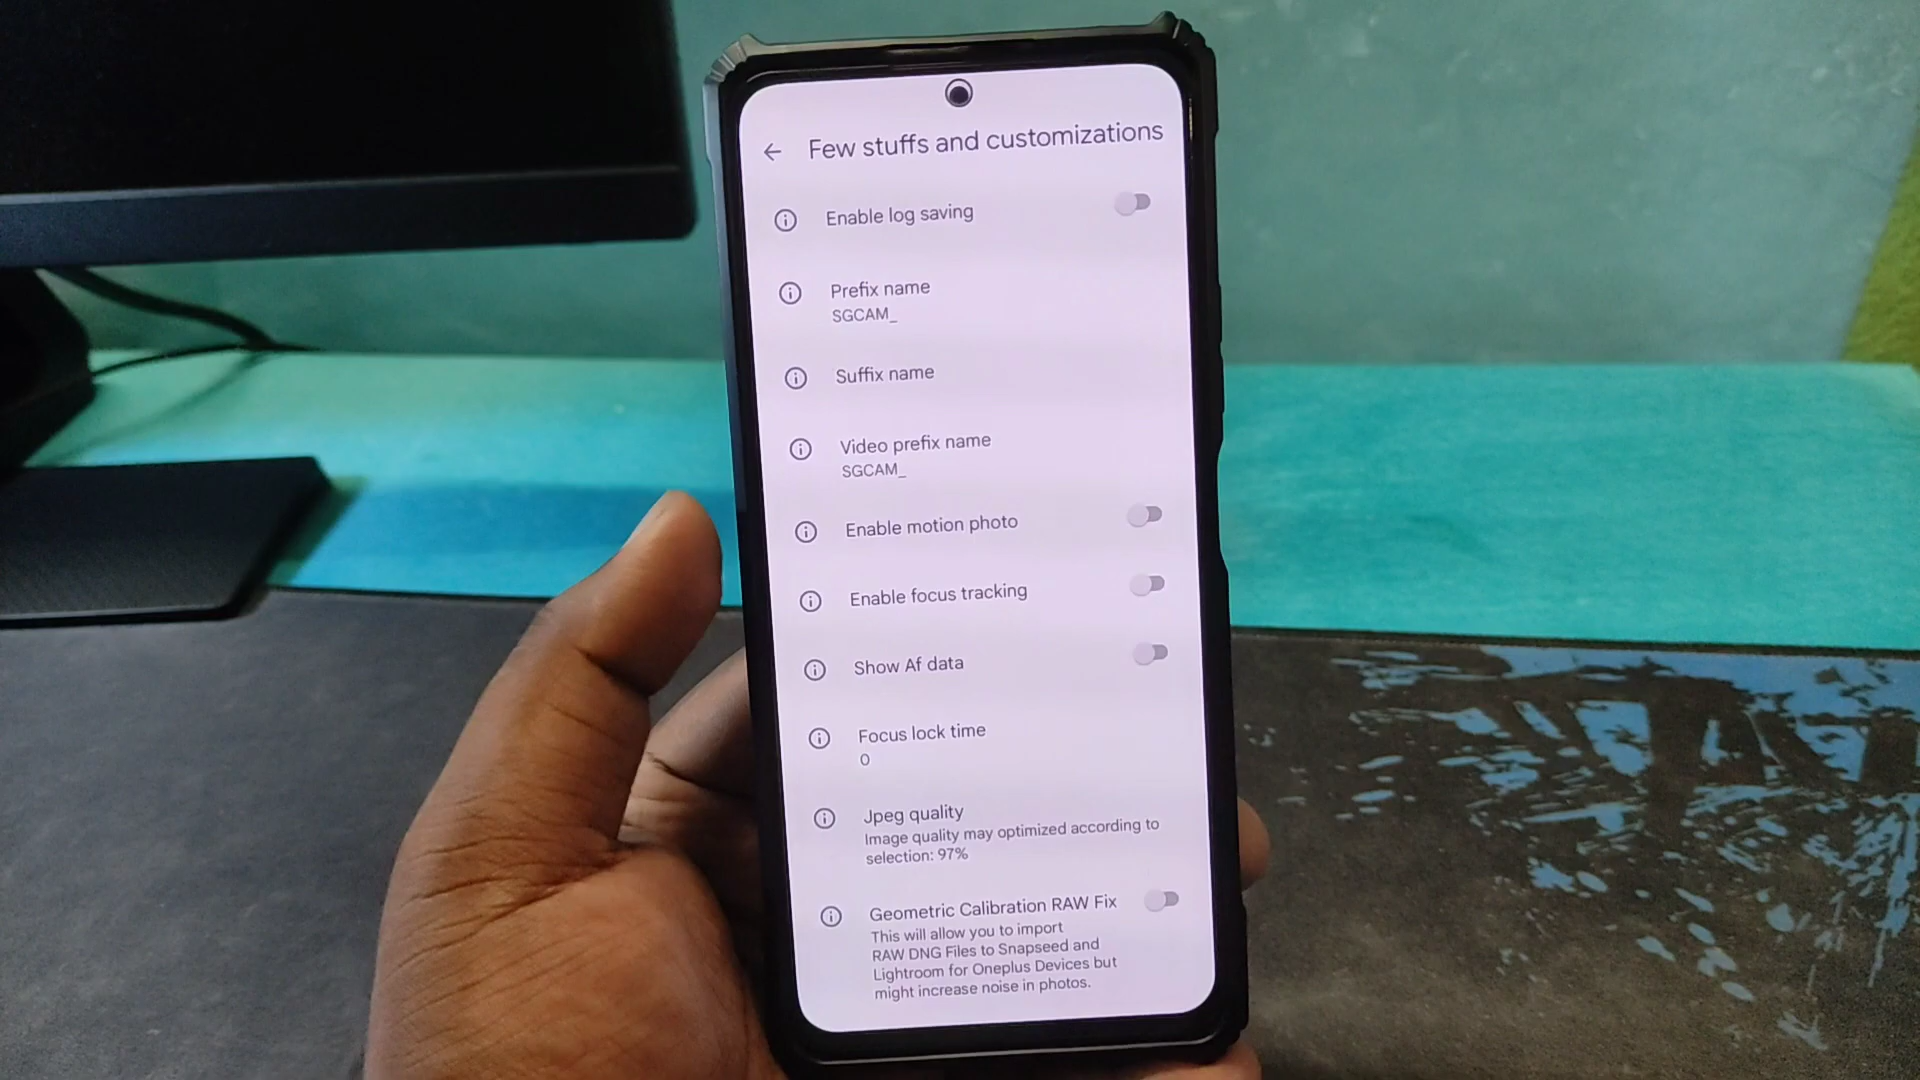 Few stuffs and customizations
Enable log saving
Prefix name
SGCAM_
Suffix name
Video prefix name
SGCAM_
Enable motion photo
Enable focus tracking
Show Af data
Focus lock time
0
Jpeg quality
Image quality may optimized according to
selection: 97%
Geometric Calibration RAW Fix
This will allow you to import
RAW DNG Files to Snapseed and
Lightroom for Oneplus Devices but
might increase noise in photos.